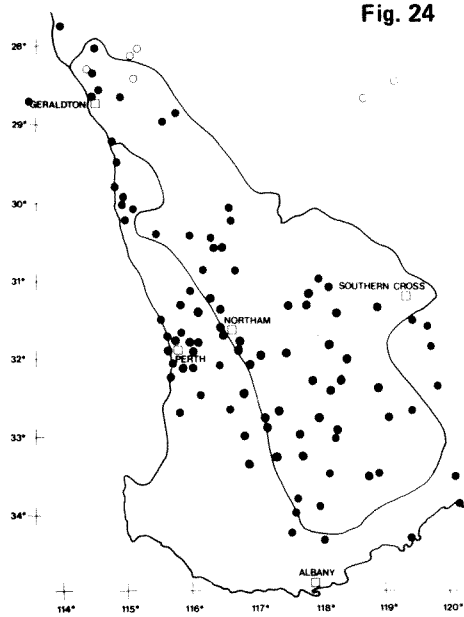 Fig. 24
28°
GERALDTON
29°
30°
31°
SOUTHERN CROSS
NORTHAM
32°
PERTH
33°
34°
ALBANY
114°
115°
116°
117°
118°
119°
120°